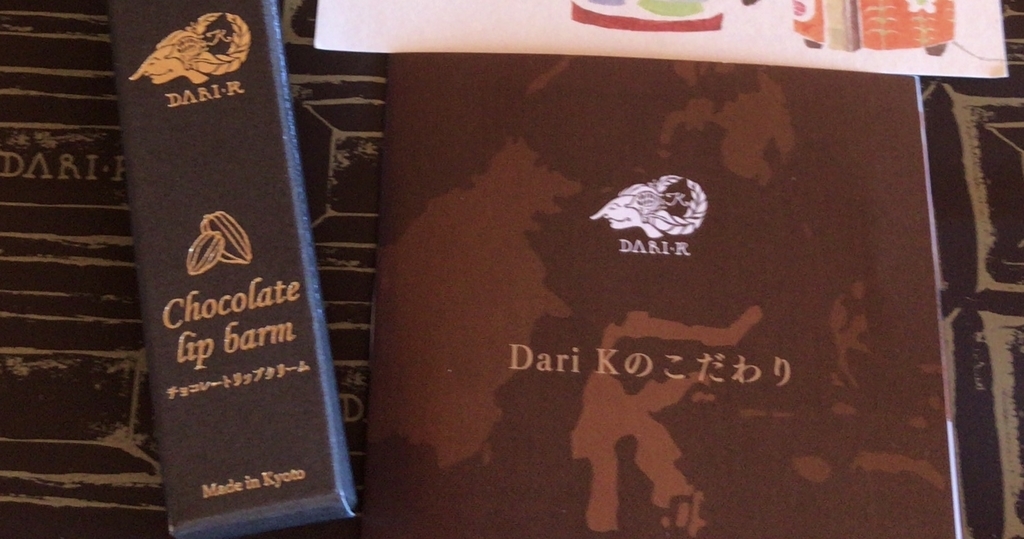 K
DARI·K
Chocolate
lip barm
チョコレートリップクリーム
Made in Kyoto
K
DARI·K
Dari Kのこだわり
DARI·K